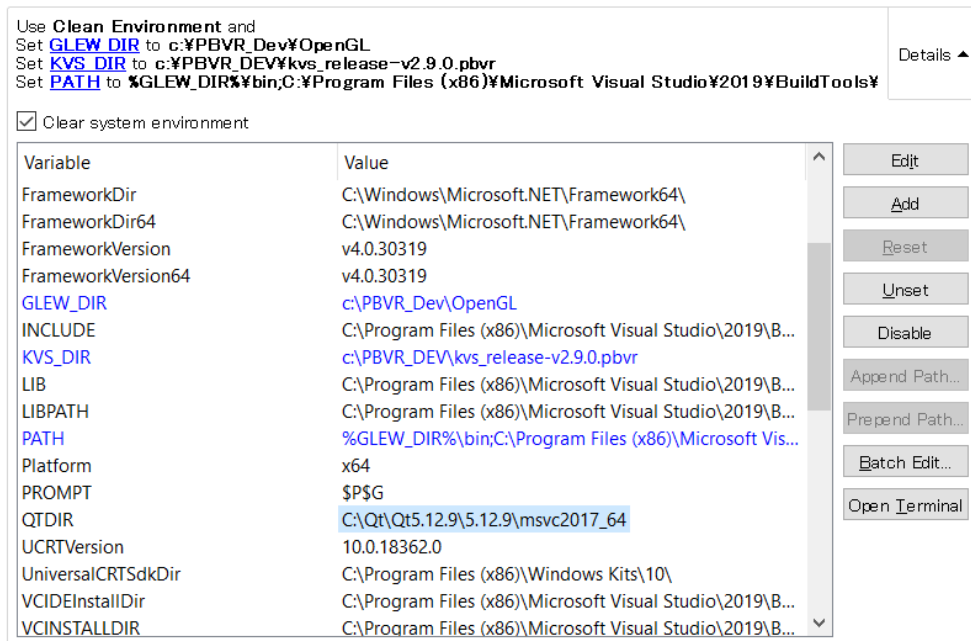 Use Clean Environment and
Set GLEW_DIR to c:¥PBVR_Dev¥OpenGL
Set KVS_DIR to c:¥PBVR_DEV¥kvs_release-v2.9.0.pbvr
Set PATH to %GLEW_DIR%¥bin;C:¥Program Files (x86)¥Microsoft Visual Studio¥2019¥BuildTools¥
Details
Clear system environment
Variable Value
FrameworkDir C:\Windows\Microsoft.NET\Framework64\
FrameworkDir64 C:\Windows\Microsoft.NET\Framework64\
FrameworkVersion v4.0.30319
FrameworkVersion64 v4.0.30319
GLEW_DIR c:\PBVR_Dev\OpenGL
INCLUDE C:\Program Files (x86)\Microsoft Visual Studio\2019\B...
KVS_DIR c:\PBVR_DEV\kvs_release-v2.9.0.pbvr
LIB C:\Program Files (x86)\Microsoft Visual Studio\2019\B...
LIBPATH C:\Program Files (x86)\Microsoft Visual Studio\2019\B...
PATH %GLEW_DIR%\bin;C:\Program Files (x86)\Microsoft Vis...
Platform x64
PROMPT $P$G
QTDIR C:\Qt\Qt5.12.9\5.12.9\msvc2017_64
UCRTVersion 10.0.18362.0
UniversalCRTSdkDir C:\Program Files (x86)\Windows Kits\10\
VCIDEInstallDir C:\Program Files (x86)\Microsoft Visual Studio\2019\B...
VCINSTALLDIR C:\Program Files (x86)\Microsoft Visual Studio\2019\B...
Edit
Add
Reset
Unset
Disable
Append Path...
Prepend Path...
Batch Edit...
Open Terminal